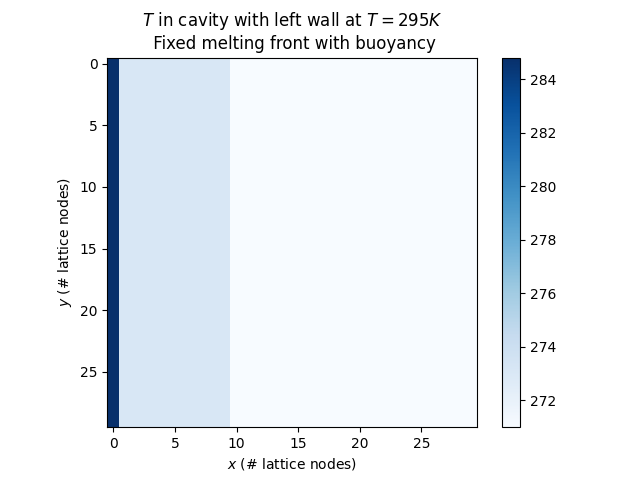 T in cavity with left wall at T = 295K
Fixed melting front with buoyancy
0
5
10
15
20
25
y (# lattice nodes)
0 5 10 15 20 25
x (# lattice nodes)
284
282
280
278
276
274
272